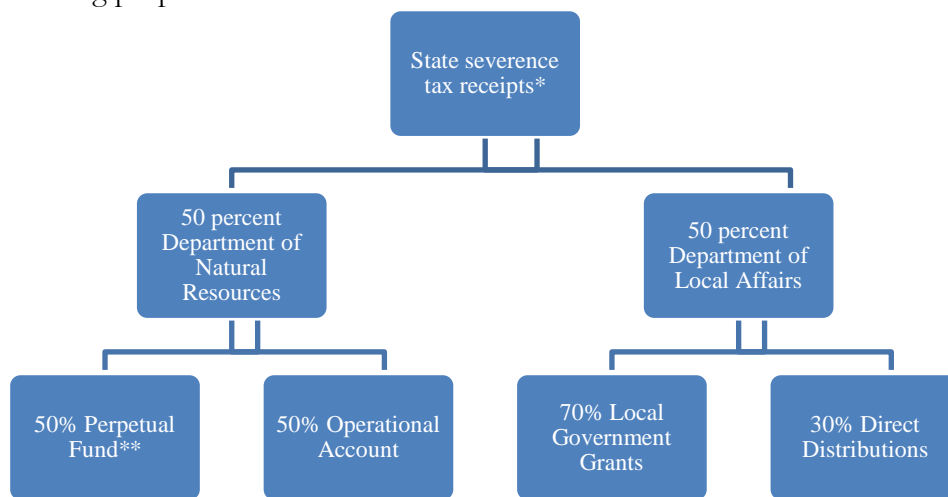 State severence
tax receipts*
50 percent
Department of
Natural
Resources
50 percent
Department of
Local Affairs
50% Perpetual
Fund**
50% Operational
Account
70% Local
Government
Grants
30% Direct
Distributions